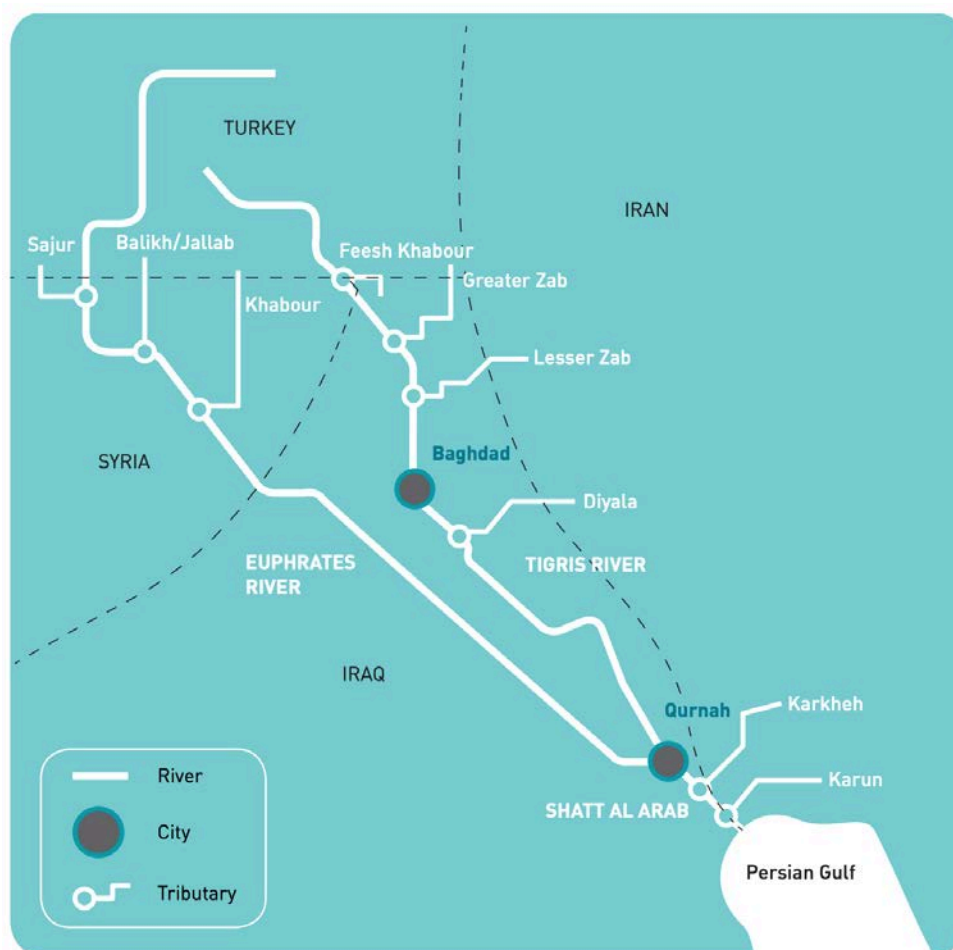 TURKEY
IRAN
Sajur
Balikh/Jallab
Feesh Khabour
Khabour
Greater Zab
Lesser Zab
SYRIA
Baghdad
Diyala
EUPHRATES
RIVER
TIGRIS RIVER
IRAQ
Qurnah
Karkheh
Karun
SHATT AL ARAB
Persian Gulf
River
City
Tributary